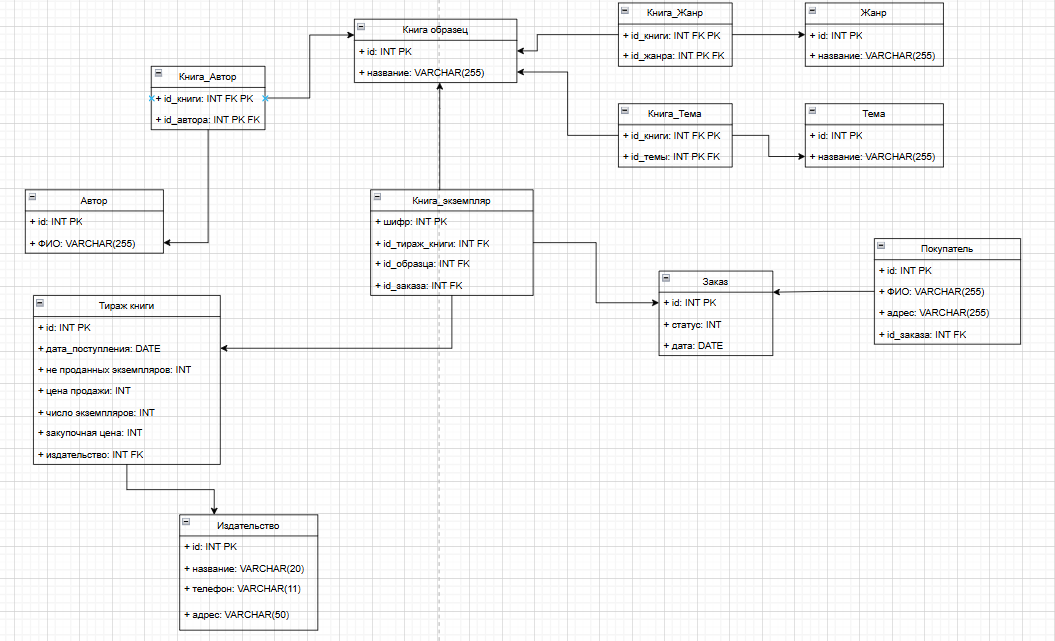 Книга образец
+ id: INT PK
+ название: VARCHAR(255)
Книга_Жанр
+ id_книги: INT FK PK
+ id_жанра: INT PK FK
Жанр
+ id: INT PK
+ название: VARCHAR(255)
Книга_Автор
+ id_книги: INT FK PK
+ id_автора: INT PK FK
Книга_Тема
+ id_книги: INT FK PK
+ id_темы: INT PK FK
Тема
+ id: INT PK
+ название: VARCHAR(255)
Автор
+ id: INT PK
+ ФИО: VARCHAR(255)
Книга_экземпляр
+ шифр: INT PK
+ id_тираж_книги: INT FK
+ id_образца: INT FK
+ id_заказа: INT FK
Заказ
+ id: INT PK
+ статус: INT
+ дата: DATE
Покупатель
+ id: INT PK
+ ФИО: VARCHAR(255)
+ адрес: VARCHAR(255)
+ id_заказа: INT FK
Тираж книги
+ id: INT PK
+ дата_поступления: DATE
+ не проданных экземпляров: INT
+ цена продажи: INT
+ число экземпляров: INT
+ закупочная цена: INT
+ издательство: INT FK
Издательство
+ id: INT PK
+ название: VARCHAR(20)
+ телефон: VARCHAR(11)
+ адрес: VARCHAR(50)